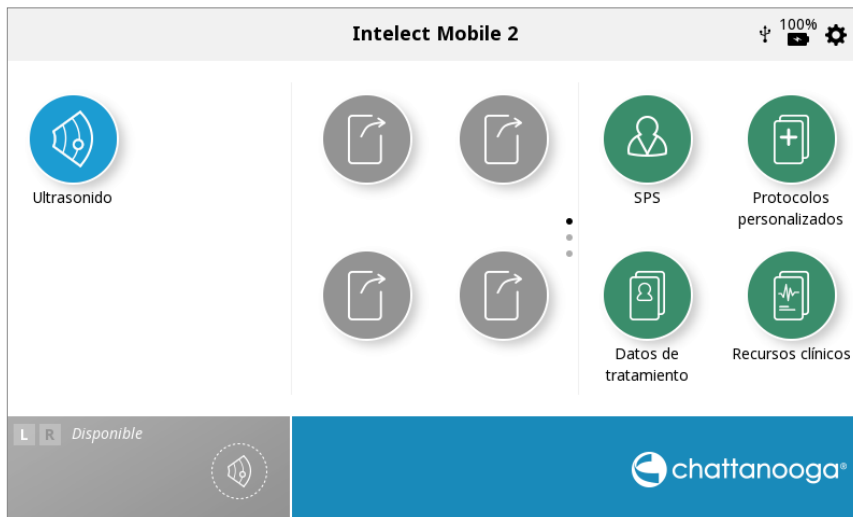 Intelect Mobile 2
100%
Ultrasonido
SPS
Protocolos
personalizados
Datos de
tratamiento
Recursos clínicos
L R Disponible
chattanooga®